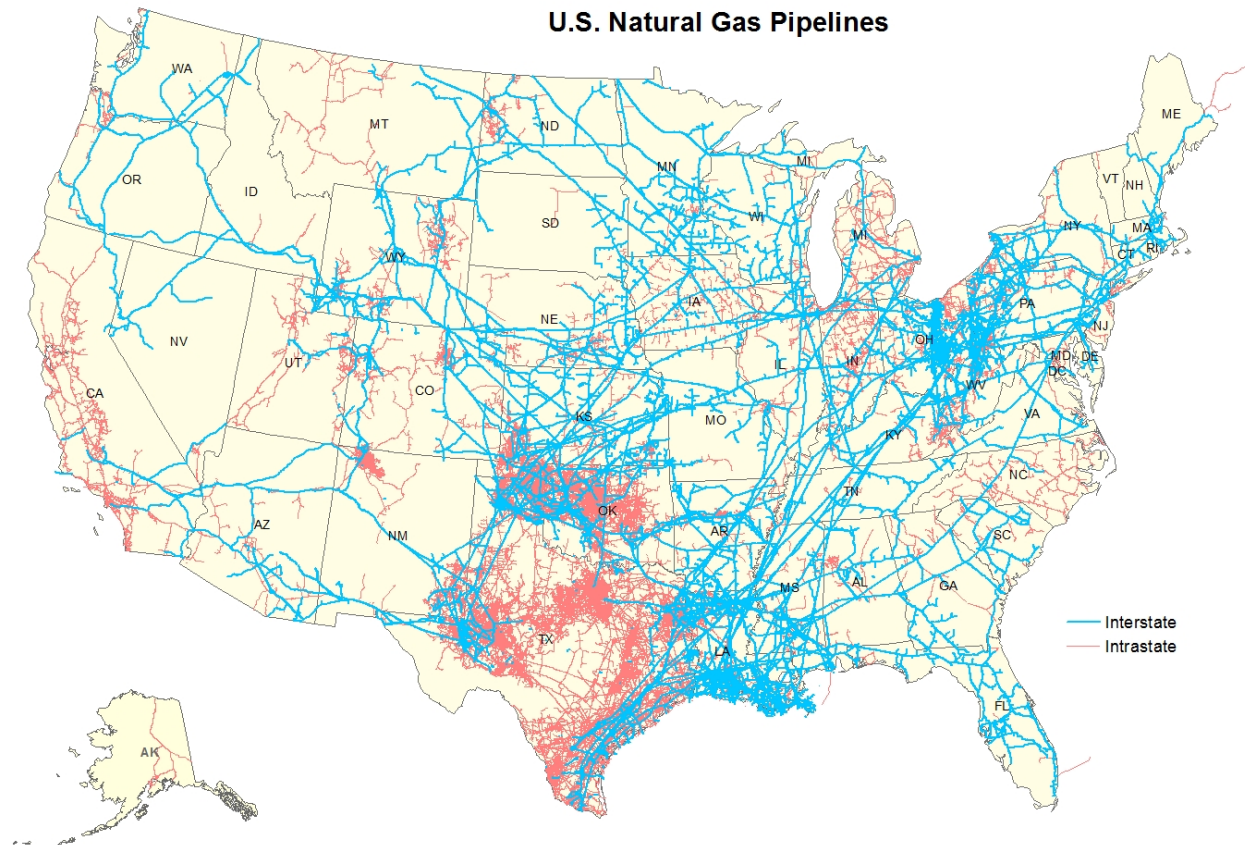 U.S. Natural Gas Pipelines
WA
MT
ND
MN
MI
ME
VT
NH
OR
ID
SD
WI
MI
NY
MA
RI
CT
WY
IA
PA
NE
NV
UT
CO
IL
IN
OH
NJ
MD
DE
DC
WV
CA
KS
MO
KY
VA
AZ
NM
OK
AR
TN
NC
SC
MS
AL
GA
TX
LA
FL
Interstate
Intrastate
AK